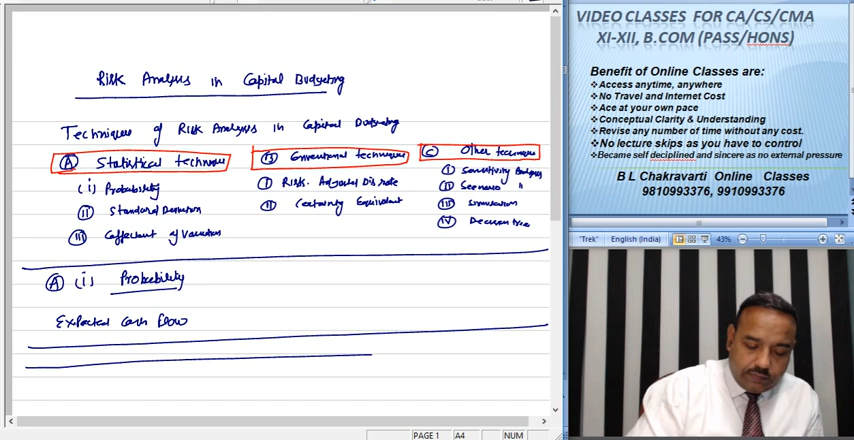 Risk Analysis in Capital Budgeting
Techniques of Risk Analysis in Capital Budgeting
(A) Statistical techniques
(i) Probability
(ii) Standard Deviation
(iii) Coefficient of Variation
(B) Conventional techniques
(i) Risk-Adjusted Dis rate
(ii) Certainty Equivalent
(C) Other techniques
(i) Sensitivity Analysis
(ii) Scenario "
(iii) Simulation
(iv) Decision tree
(A) (i) Probability
Expected Cash flow
PAGE 1 A4 NUM
VIDEO CLASSES FOR CA/CS/CMA
XI-XII, B.COM (PASS/HONS)
Benefit of Online Classes are:
❖Access anytime, anywhere
❖No Travel and Internet Cost
❖Ace at your own pace
❖Conceptual Clarity & Understanding
❖Revise any number of time without any cost.
❖No lecture skips as you have to control
❖Became self deciplined and sincere as no external pressure
B L Chakravarti Online Classes
9810993376, 9910993376
"Trek" English (India) 43%